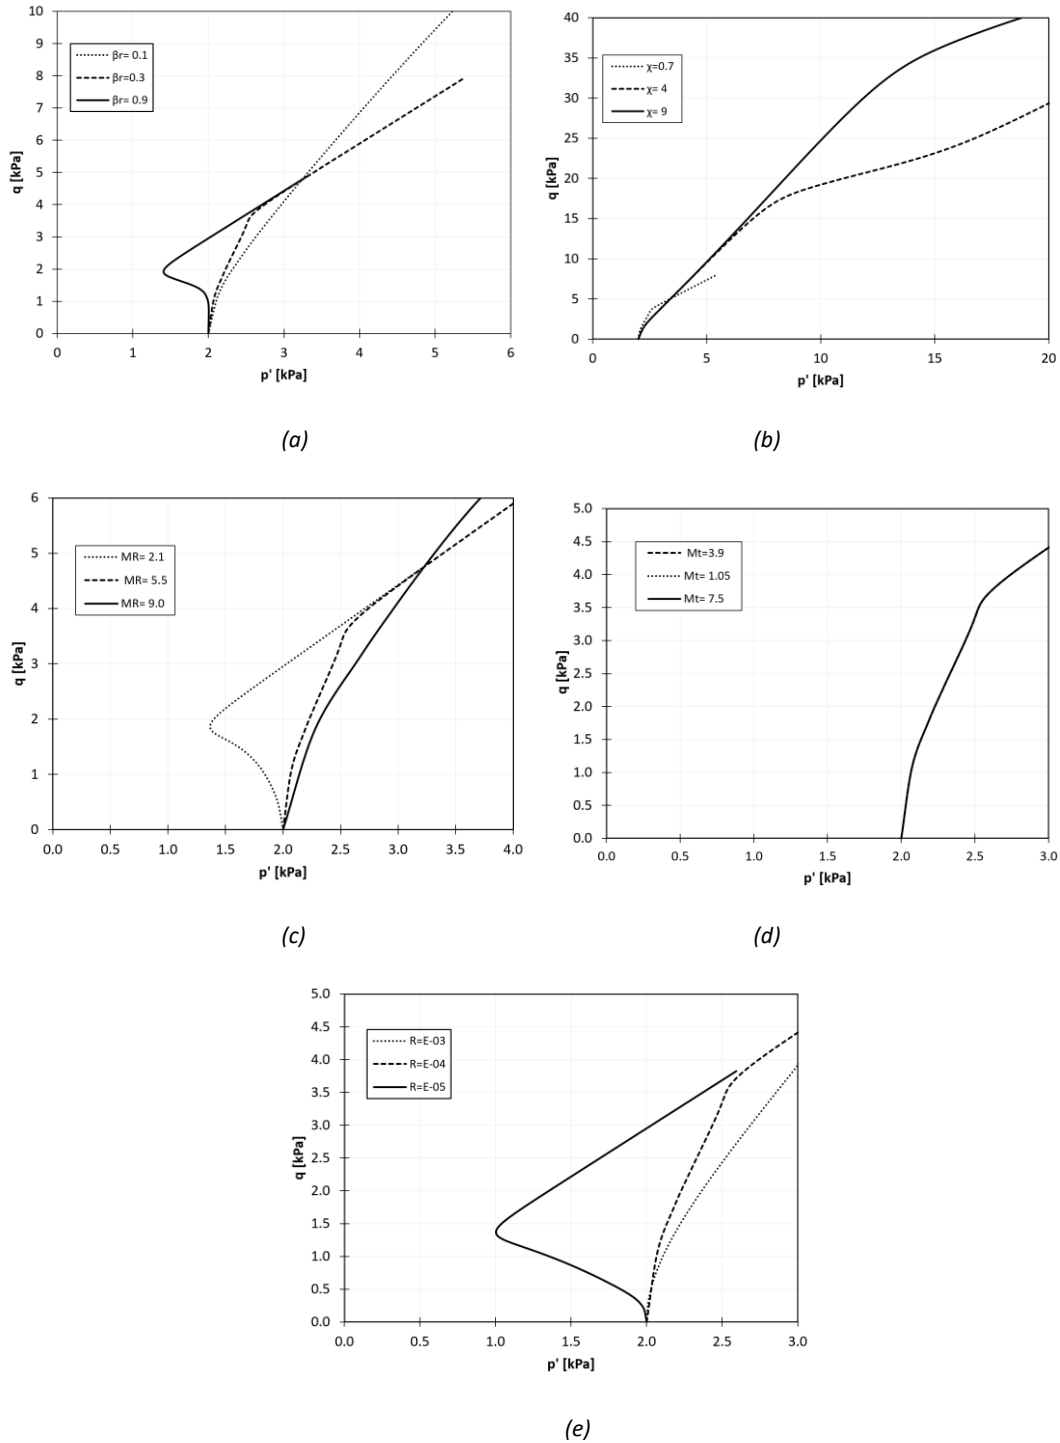 10
9
8
7
6
5
4
3
2
1
0
q [kPa]
βr= 0.1
βr=0.3
βr= 0.9
0 1 2 3 4 5 6
p' [kPa]
(a)
40
35
30
25
20
15
10
5
0
q [kPa]
χ=0.7
χ= 4
χ= 9
0 5 10 15 20
p' [kPa]
(b)
6
5
4
3
2
1
0
q [kPa]
MR= 2.1
MR= 5.5
MR= 9.0
0.0 0.5 1.0 1.5 2.0 2.5 3.0 3.5 4.0
p' [kPa]
(c)
5.0
4.5
4.0
3.5
3.0
2.5
2.0
1.5
1.0
0.5
0.0
q [kPa]
Mt=3.9
Mt= 1.05
Mt= 7.5
0.0 0.5 1.0 1.5 2.0 2.5 3.0
p' [kPa]
(d)
5.0
4.5
4.0
3.5
3.0
2.5
2.0
1.5
1.0
0.5
0.0
q [kPa]
R=E-03
R=E-04
R=E-05
0.0 0.5 1.0 1.5 2.0 2.5 3.0
p' [kPa]
(e)